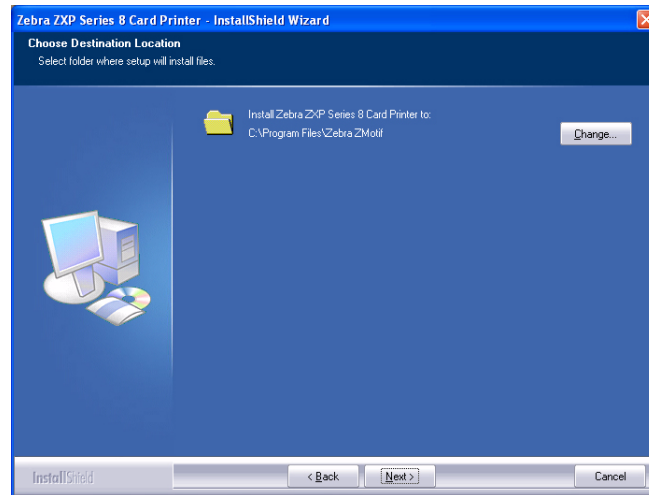 Zebra ZXP Series 8 Card Printer - InstallShield Wizard
Choose Destination Location
Select folder where setup will install files.
Install Zebra ZXP Series 8 Card Printer to:
C:\Program Files\Zebra ZMotif
Change...
InstallShield
< Back
Next >
Cancel